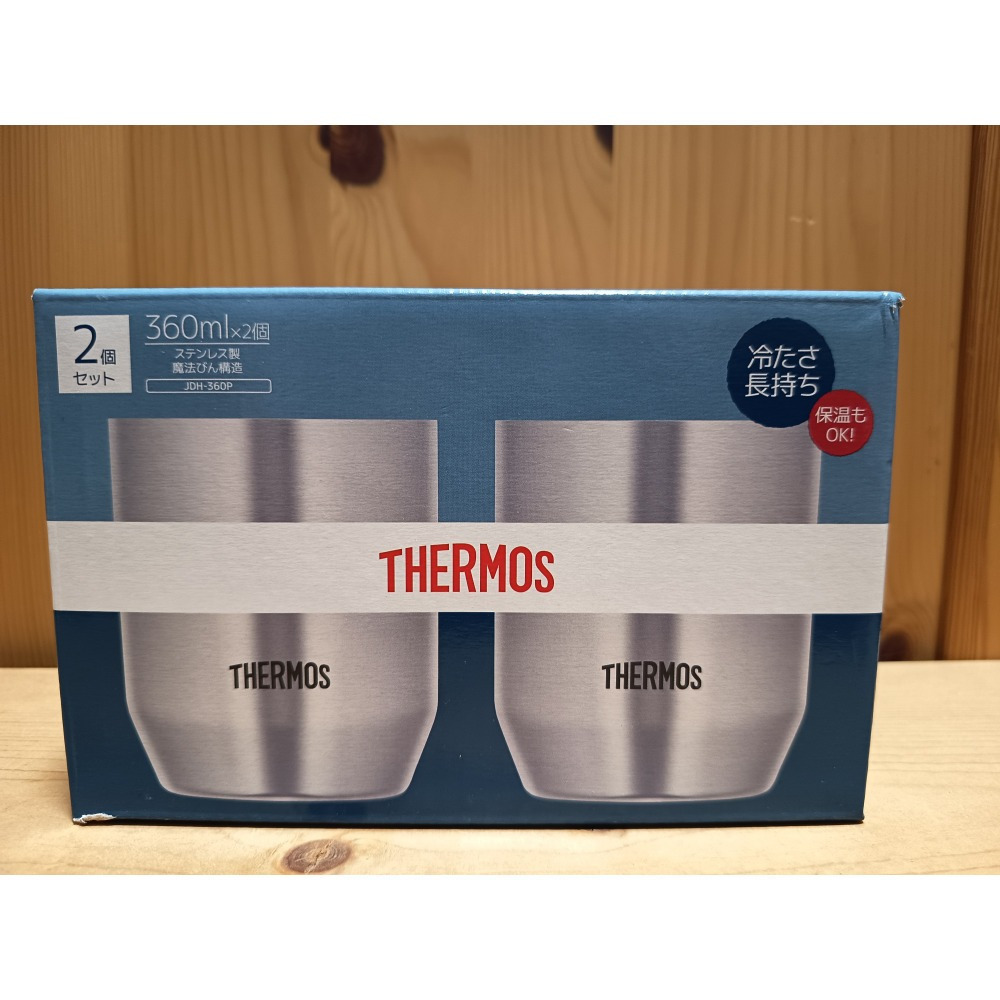 2個
セット
360ml×2個
ステンレス製
魔法びん構造
JDH-360P
冷たさ
長持ち
保温も
OK!
THERMOS
THERMOS
THERMOS